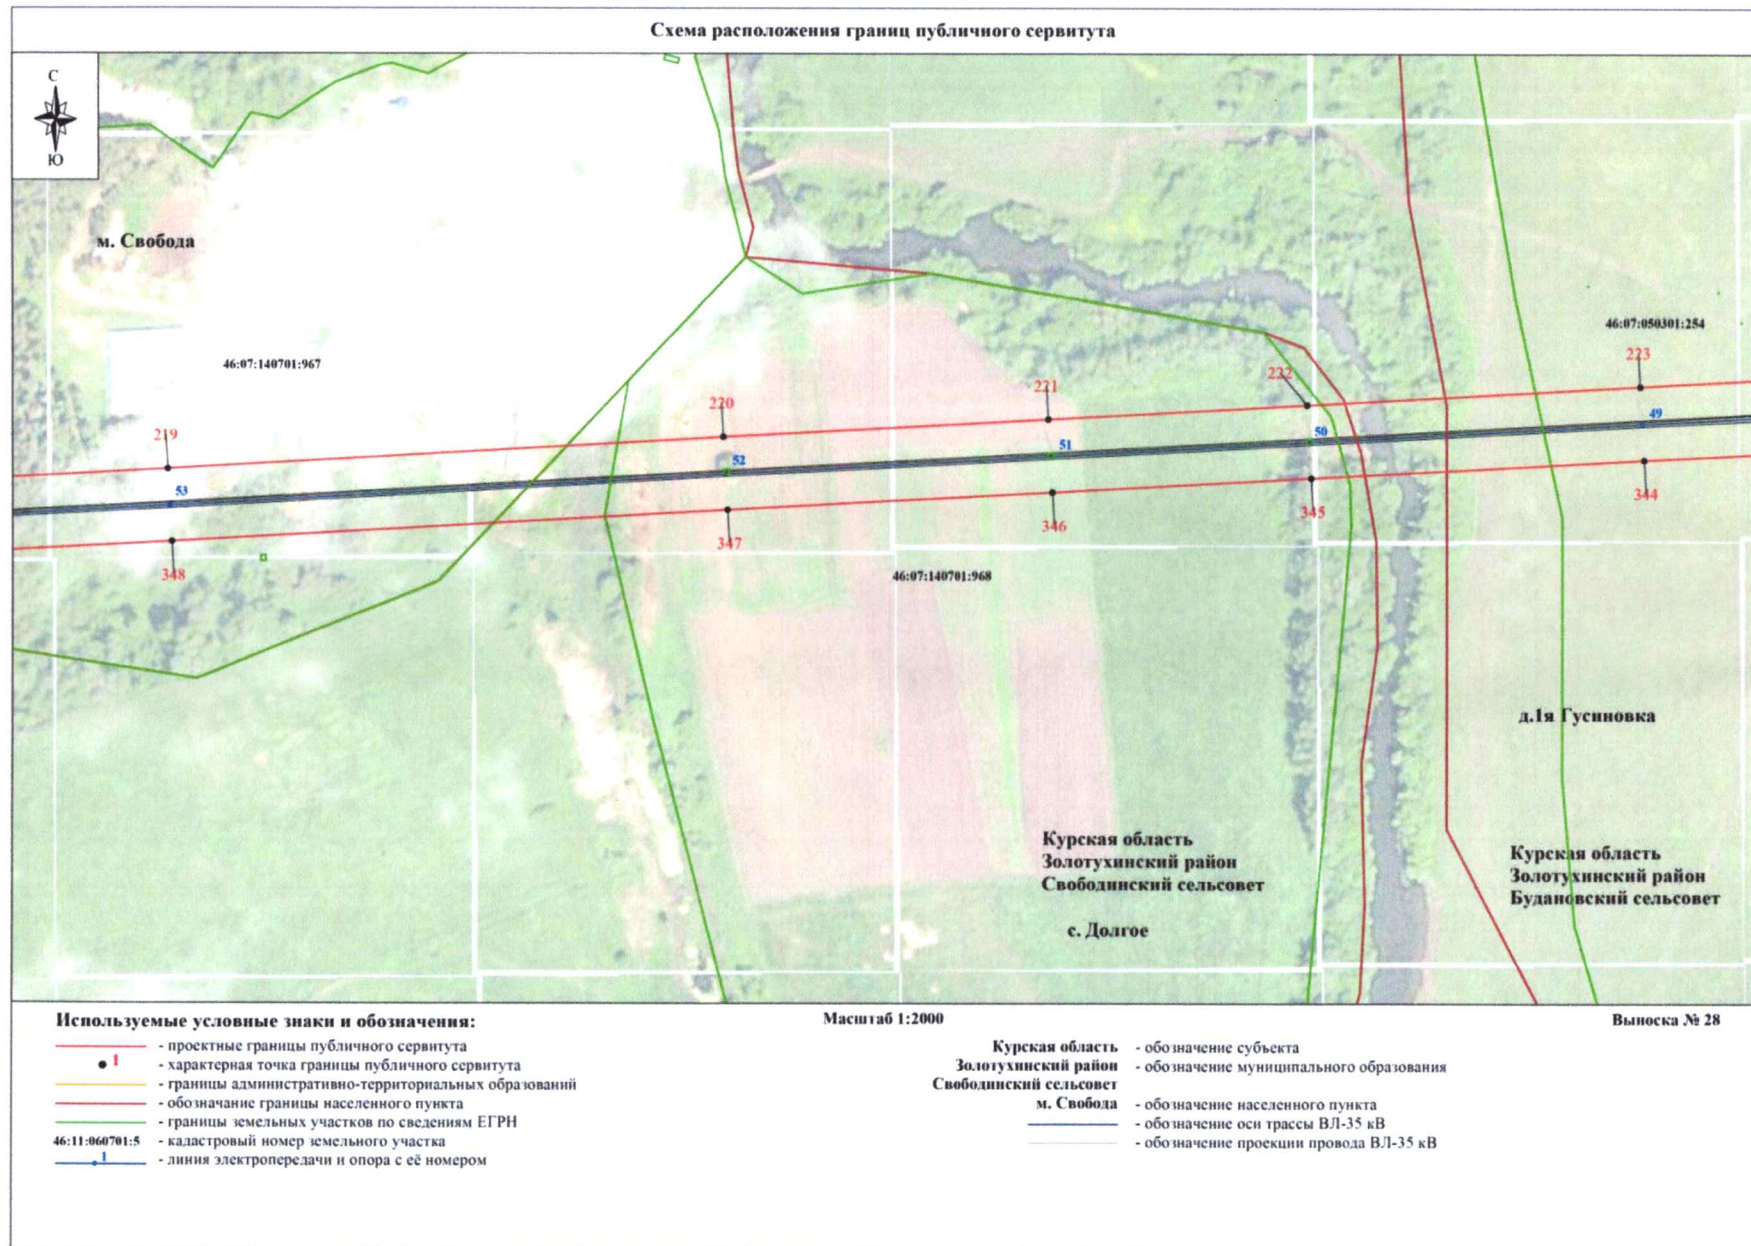 Схема расположения границ публичного сервитута
С
Ю
м. Свобода
46:07:140701:967
46:07:050301:254
219
220
221
222
223
53
52
51
50
49
348
347
346
345
344
46:07:140701:968
д.1я Гусиновка
Курская область
Золотухинский район
Свободинский сельсовет
с. Долгое
Курская область
Золотухинский район
Будановский сельсовет
Используемые условные знаки и обозначения:
Масштаб 1:2000
Выноска № 28
- проектные границы публичного сервитута
1 - характерная точка границы публичного сервитута
- границы административно-территориальных образований
- обозначание границы населенного пункта
- границы земельных участков по сведениям ЕГРН
46:11:060701:5 - кадастровый номер земельного участка
1 - линия электропередачи и опора с её номером
Курская область - обозначение субъекта
Золотухинский район - обозначение муниципального образования
Свободинский сельсовет
м. Свобода - обозначение населенного пункта
- обозначение оси трассы ВЛ-35 кВ
- обозначение проекции провода ВЛ-35 кВ